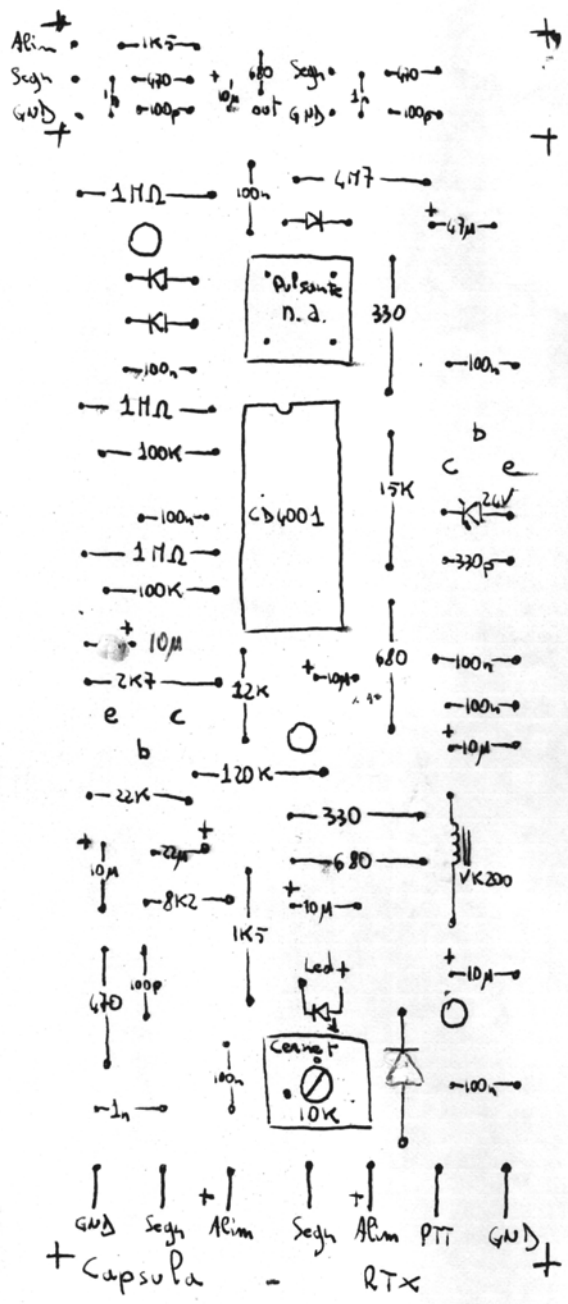 Alim 1K5 680
Segn 1n 470 10µ Segn 1n 470
GND 100p out GND 100p
1MΩ 100n 4M7
47µ
Pulsante
n.a. 330
100n 100n
1MΩ
b
100K
c e
CD4001 15K 24V
100n
1MΩ 330p
100K
10µ 680 100n
2K7 12K 10µ
100n
e c
b 10µ
120K
22K
330
22µ 680
10µ VK200
8K2 10µ
1K5
Led
10µ
470 100p
Cermet
100n 100n
10K
1n
GND Segn Alim Segn Alim PTT GND
Capsula - RTX